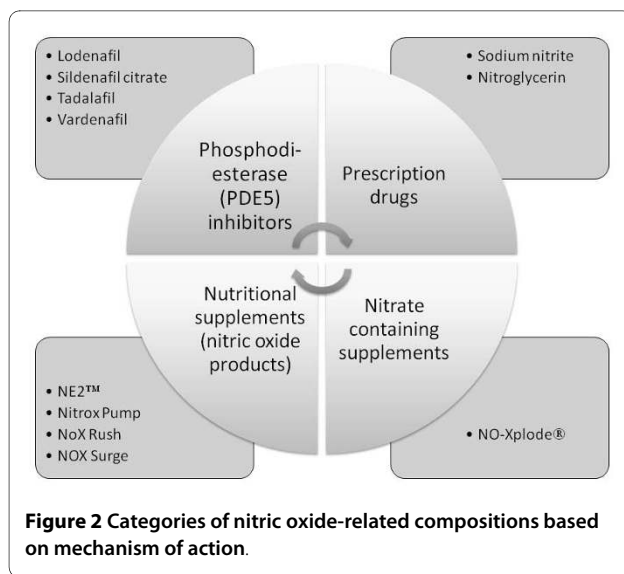 • Lodenafil
• Sildenafil citrate
• Tadalafil
• Vardenafil
• Sodium nitrite
• Nitroglycerin
Phosphodi-
esterase
(PDE5)
inhibitors
Prescription
drugs
Nutritional
supplements
(nitric oxide
products)
Nitrate
containing
supplements
• NE2™
• Nitrox Pump
• NoX Rush
• NOX Surge
• NO-Xplode®
Figure 2 Categories of nitric oxide-related compositions based
on mechanism of action.